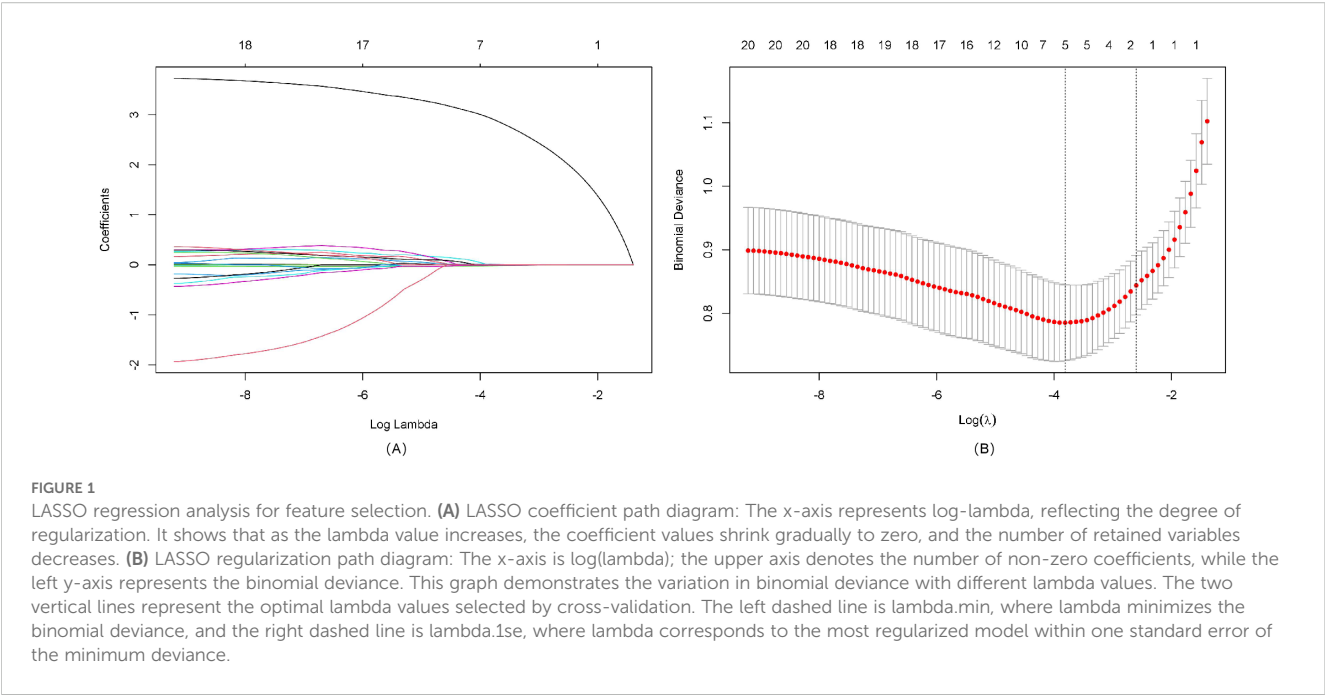 18 17 7 1
3
2
1
0
-1
-2
Coefficients
-8 -6 -4 -2
Log Lambda
(A)
20 20 20 18 18 19 18 17 16 12 10 7 5 5 4 2 1 1 1
1.1
1.0
0.9
0.8
Binomial Deviance
-8 -6 -4 -2
Log(λ)
(B)
FIGURE 1
LASSO regression analysis for feature selection. (A) LASSO coefficient path diagram: The x-axis represents log-lambda, reflecting the degree of
regularization. It shows that as the lambda value increases, the coefficient values shrink gradually to zero, and the number of retained variables
decreases. (B) LASSO regularization path diagram: The x-axis is log(lambda); the upper axis denotes the number of non-zero coefficients, while the
left y-axis represents the binomial deviance. This graph demonstrates the variation in binomial deviance with different lambda values. The two
vertical lines represent the optimal lambda values selected by cross-validation. The left dashed line is lambda.min, where lambda minimizes the
binomial deviance, and the right dashed line is lambda.1se, where lambda corresponds to the most regularized model within one standard error of
the minimum deviance.